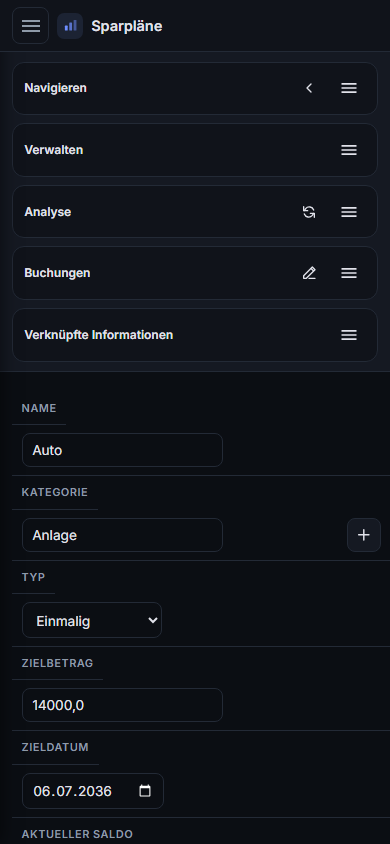 Sparpläne
Navigieren
Verwalten
Analyse
Buchungen
Verknüpfte Informationen
NAME
Auto
KATEGORIE
Anlage
TYP
Einmalig
ZIELBETRAG
14000,0
ZIELDATUM
06.07.2036
AKTUELLER SALDO